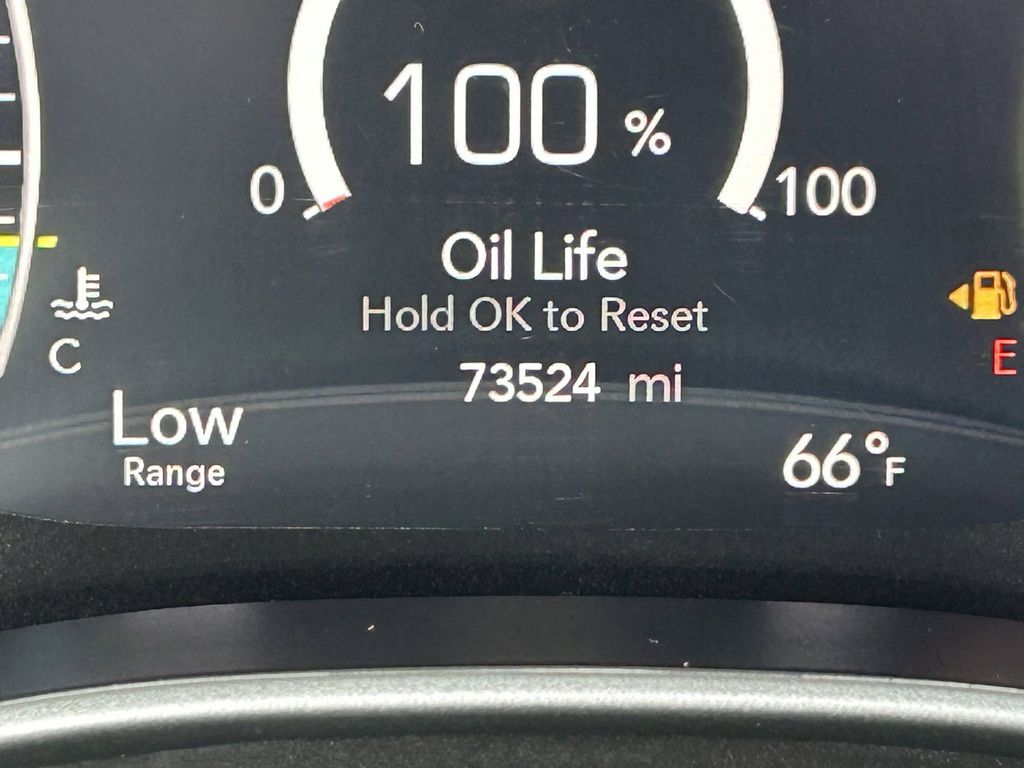 100 %
0
100
Oil Life
Hold OK to Reset
C
E
73524 mi
Low
Range
66°F